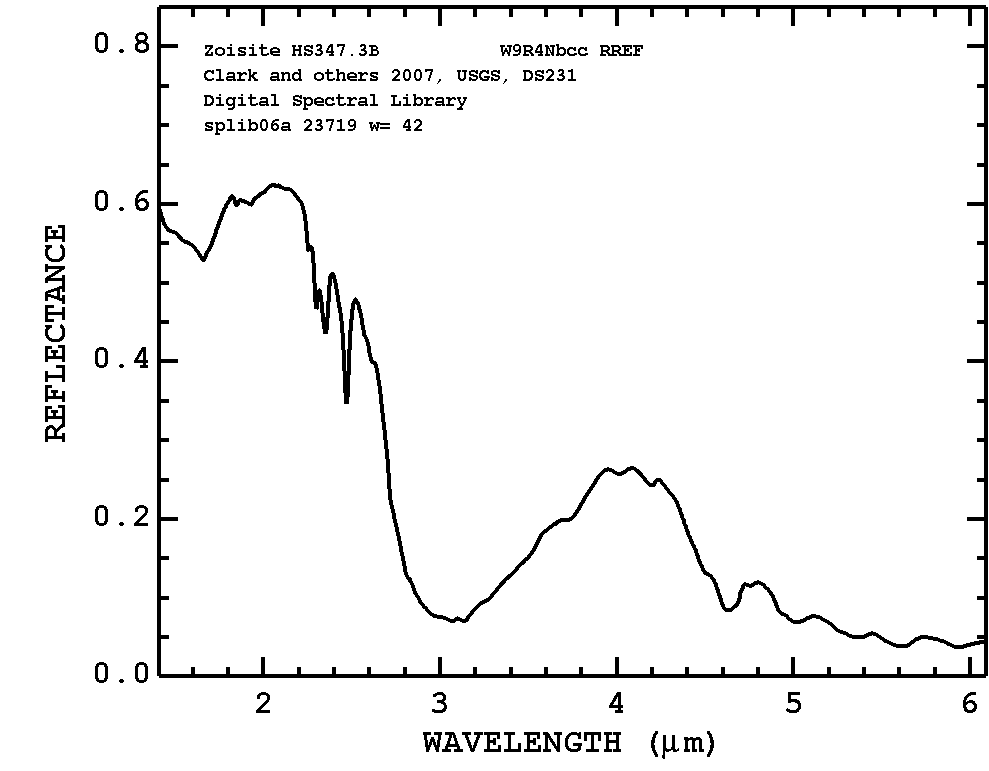 Zoisite HS347.3B W9R4Nbcc RREF
Clark and others 2007, USGS, DS231
Digital Spectral Library
splib06a 23719 w= 42
0.8
0.6
0.4
0.2
0.0
REFLECTANCE
2 3 4 5 6
WAVELENGTH (μm)